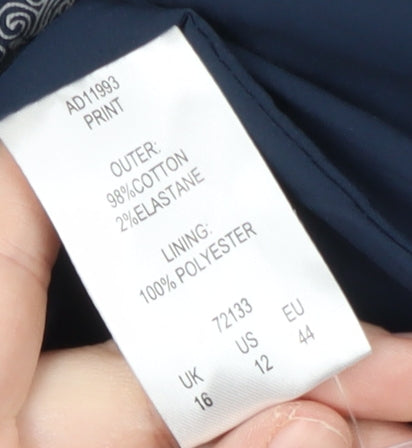 AD11993
PRINT
OUTER:
98%COTTON
2%ELASTANE
LINING:
100% POLYESTER
72133
UK US EU
16 12 44